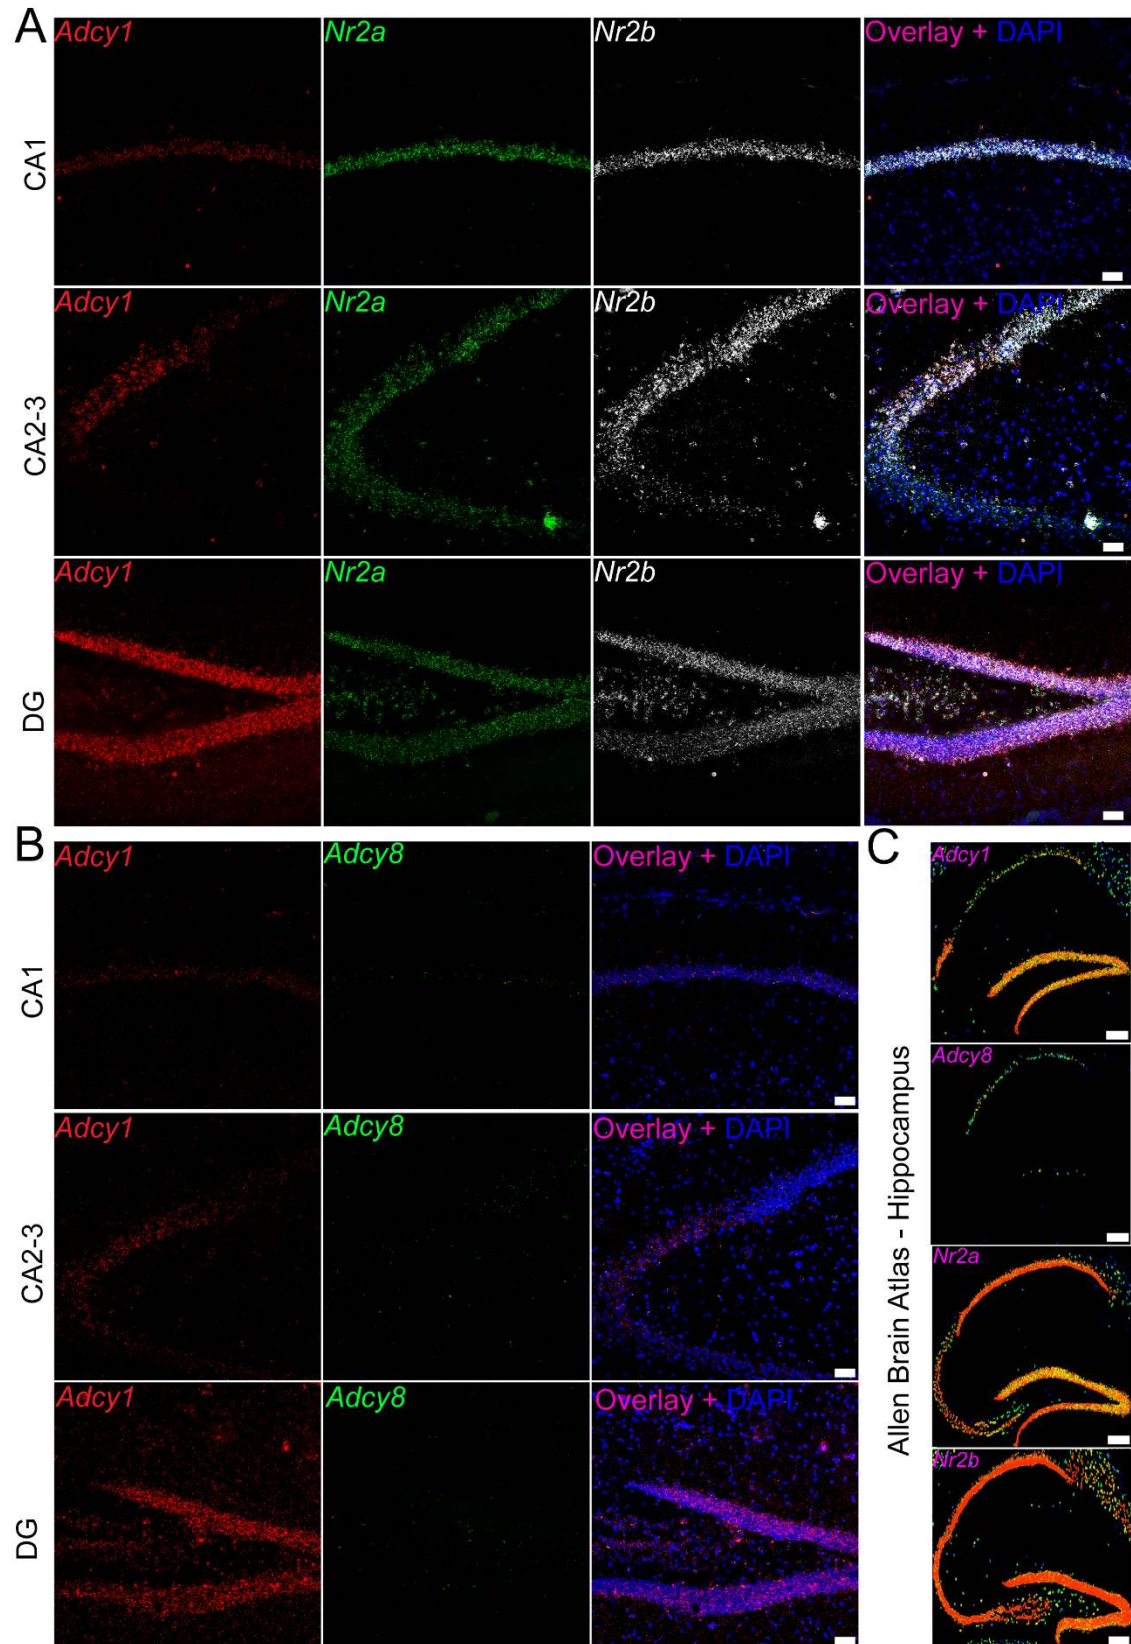 A
Adcy1 Nr2a Nr2b Overlay + DAPI
CA1
Adcy1 Nr2a Nr2b Overlay + DAPI
CA2-3
Adcy1 Nr2a Nr2b Overlay + DAPI
DG
B
Adcy1 Adcy8 Overlay + DAPI
CA1
Adcy1 Adcy8 Overlay + DAPI
CA2-3
Adcy1 Adcy8 Overlay + DAPI
DG
C
Allen Brain Atlas - Hippocampus
Adcy1
Adcy8
Nr2a
Nr2b